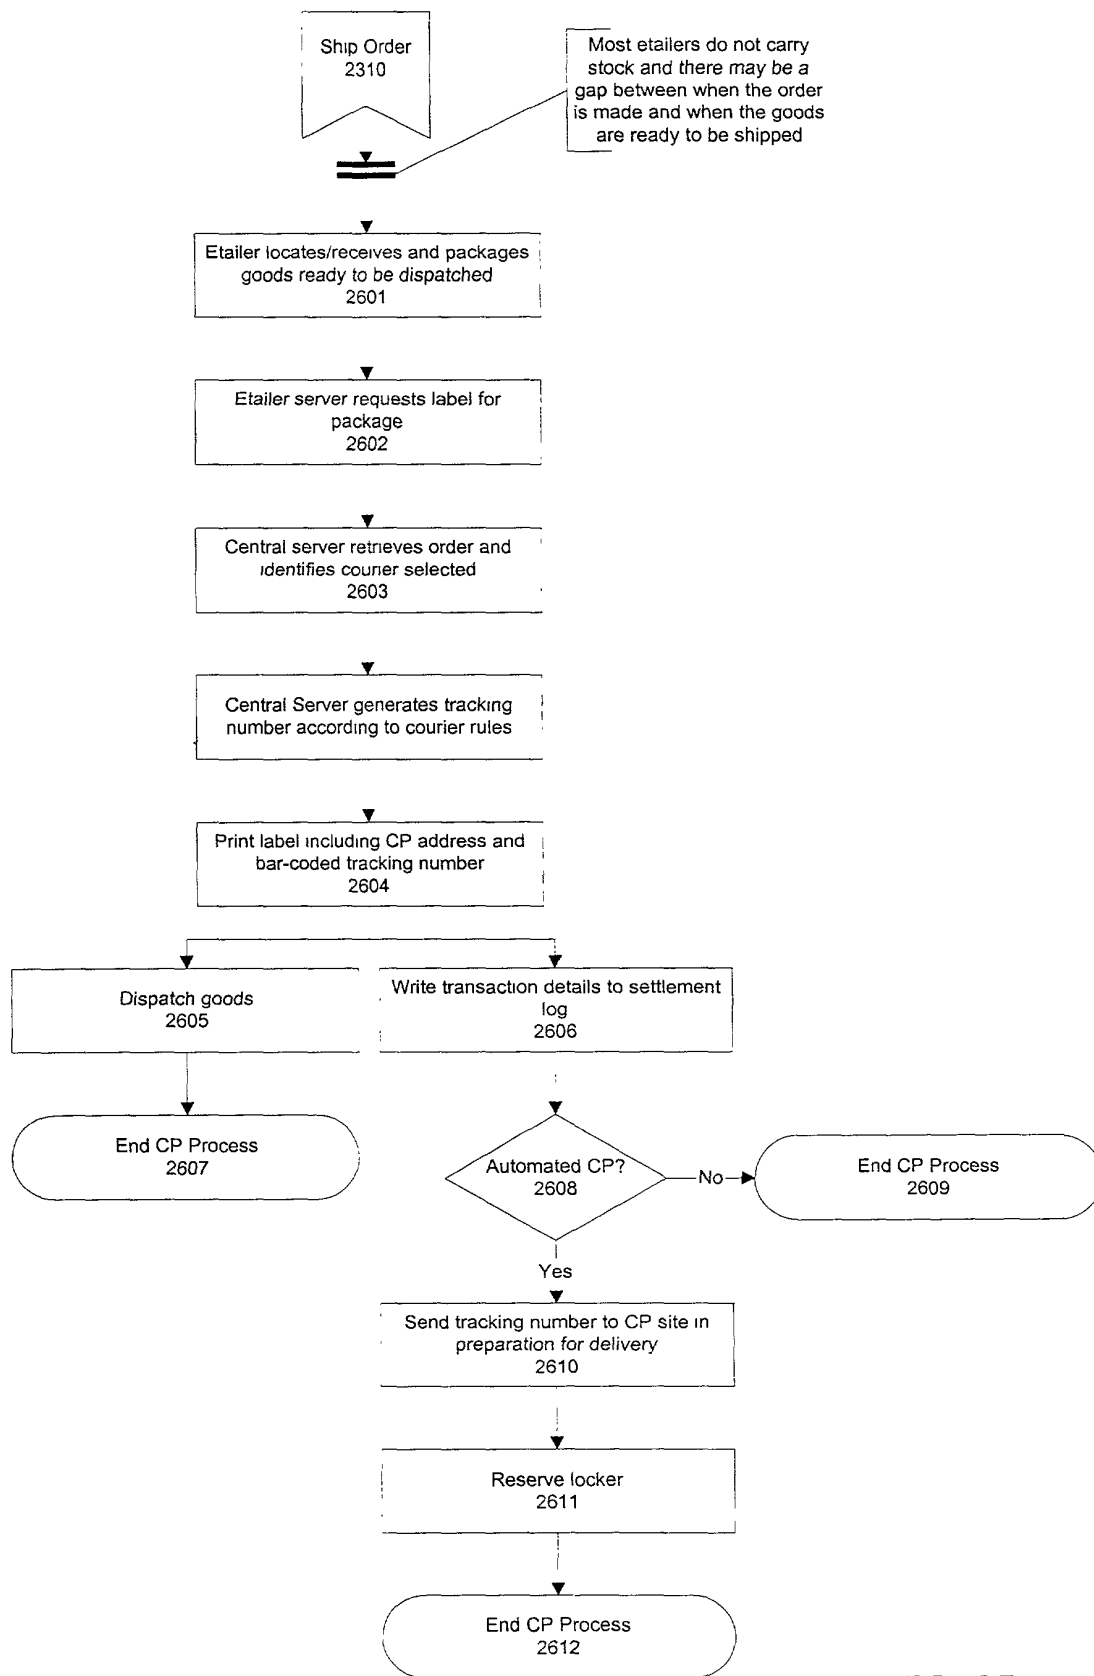 Ship Order
2310
Most etailers do not carry
stock and there may be a
gap between when the order
is made and when the goods
are ready to be shipped
Etailer locates/receives and packages
goods ready to be dispatched
2601
Etailer server requests label for
package
2602
Central server retrieves order and
identifies courier selected
2603
Central Server generates tracking
number according to courier rules
Print label including CP address and
bar-coded tracking number
2604
Dispatch goods
2605
Write transaction details to settlement
log
2606
End CP Process
2607
Automated CP?
2608
No
End CP Process
2609
Yes
Send tracking number to CP site in
preparation for delivery
2610
Reserve locker
2611
End CP Process
2612